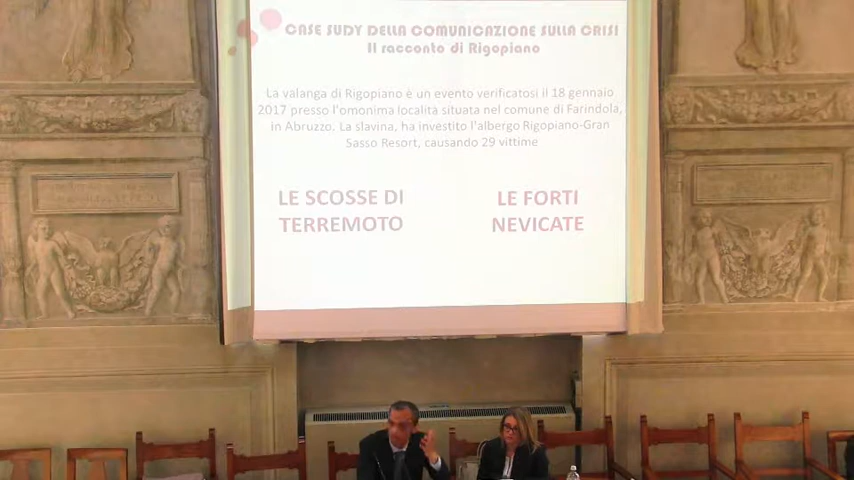 CASE SUDY DELLA COMUNICAZIONE SULLA CRISI
Il racconto di Rigopiano
La valanga di Rigopiano è un evento verificatosi il 18 gennaio
2017 presso l'omonima località situata nel comune di Farindola,
in Abruzzo. La slavina, ha investito l'albergo Rigopiano-Gran
Sasso Resort, causando 29 vittime
LE SCOSSE DI
TERREMOTO
LE FORTI
NEVICATE